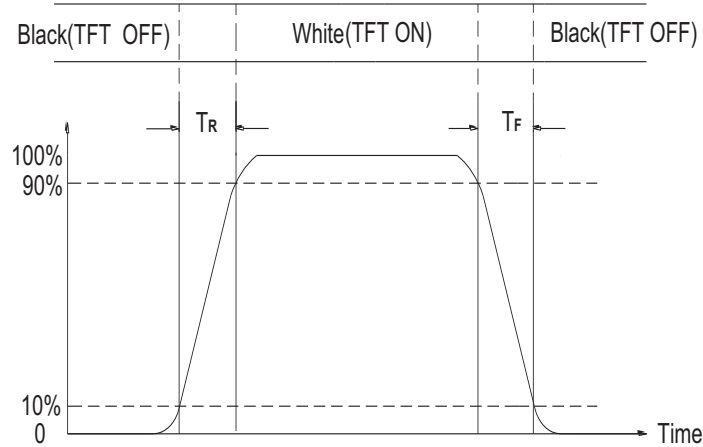 Black(TFT OFF) White(TFT ON) Black(TFT OFF)
TR TF
100%
90%
10%
0
Time